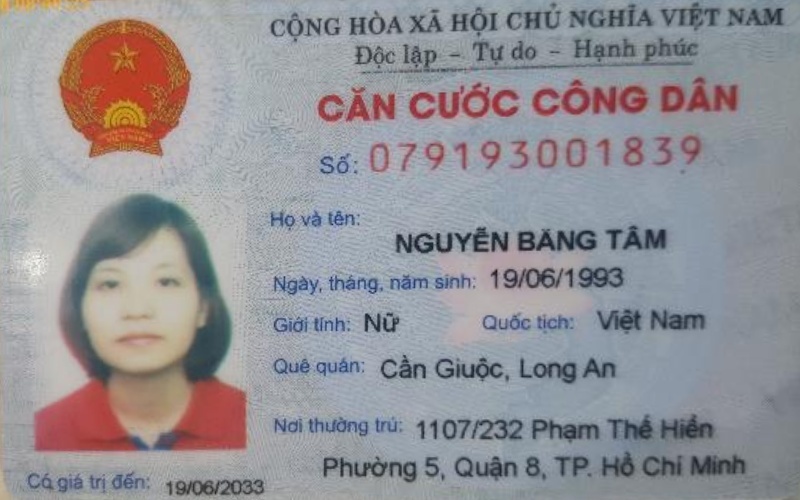 CỘNG HÒA XÃ HỘI CHỦ NGHĨA VIỆT NAM
Độc lập - Tự do - Hạnh phúc
CĂN CƯỚC CÔNG DÂN
Số: 079193001839
Họ và tên:
NGUYỄN BĂNG TÂM
Ngày, tháng, năm sinh: 19/06/1993
Giới tính: Nữ Quốc tịch: Việt Nam
Quê quán: Cần Giuộc, Long An
Nơi thường trú: 1107/232 Phạm Thế Hiển
Phường 5, Quận 8, TP. Hồ Chí Minh
Có giá trị đến: 19/06/2033